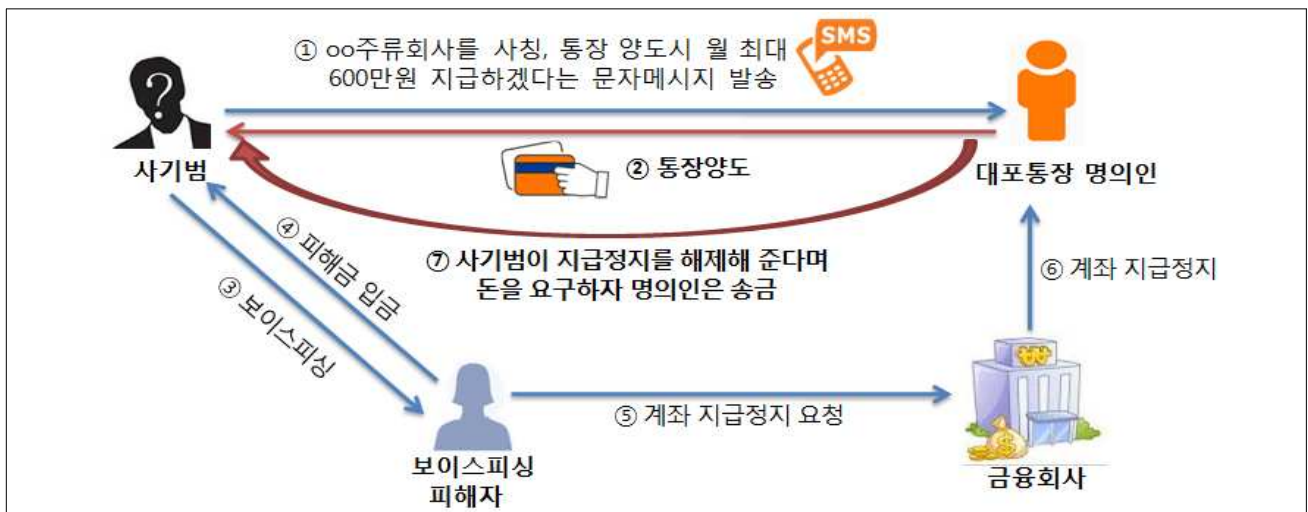 ① oo주류회사를 사칭, 통장 양도시 월 최대
600만원 지급하겠다는 문자메시지 발송
SMS
?
사기범
② 통장양도
대포통장 명의인
⑦ 사기범이 지급정지를 해제해 준다며
돈을 요구하자 명의인은 송금
④ 피해금 입금
③ 보이스피싱
⑥ 계좌 지급정지
⑤ 계좌 지급정지 요청
보이스피싱
피해자
금융회사